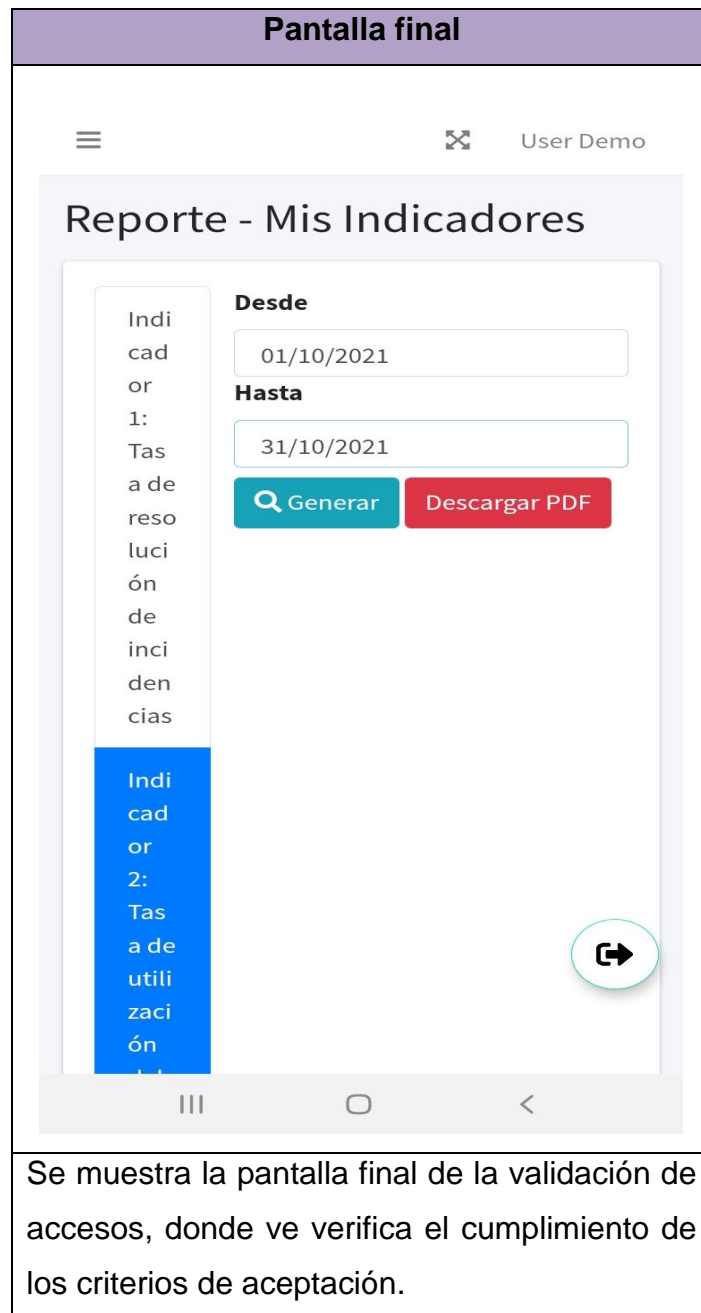 Pantalla final
User Demo
Reporte - Mis Indicadores
Indi
cad
or
1:
Tas
a de
reso
luci
ón
de
inci
den
cias
Indi
cad
or
2:
Tas
a de
utili
zaci
ón
Desde
01/10/2021
Hasta
31/10/2021
Generar
Descargar PDF
Se muestra la pantalla final de la validación de
accesos, donde ve verifica el cumplimiento de
los criterios de aceptación.